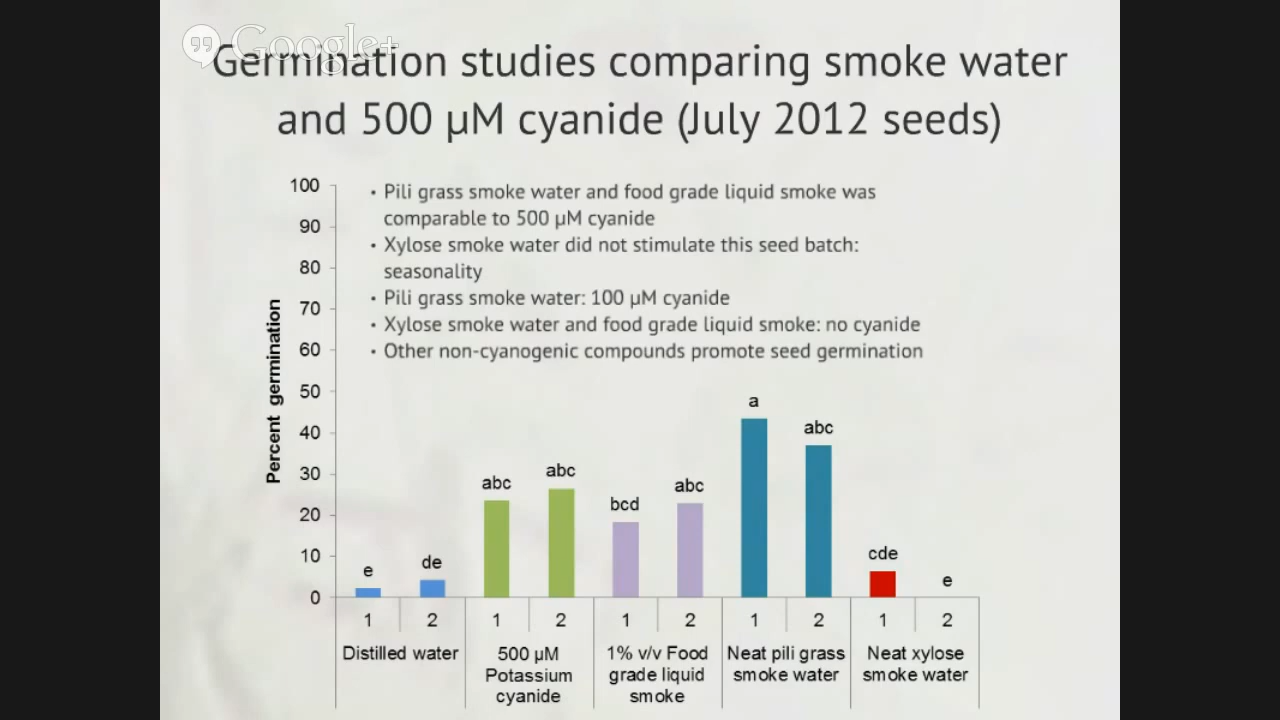 Google+
Germination studies comparing smoke water
and 500 µM cyanide (July 2012 seeds)
• Pili grass smoke water and food grade liquid smoke was
comparable to 500 µM cyanide
• Xylose smoke water did not stimulate this seed batch:
seasonality
• Pili grass smoke water: 100 µM cyanide
• Xylose smoke water and food grade liquid smoke: no cyanide
• Other non-cyanogenic compounds promote seed germination
Percent germination
100
90
80
70
60
50
40
30
20
10
0
e
de
abc
abc
bcd
abc
a
abc
cde
e
1 2 1 2 1 2 1 2 1 2
Distilled water
500 µM
Potassium
cyanide
1% v/v Food
grade liquid
smoke
Neat pili grass
smoke water
Neat xylose
smoke water